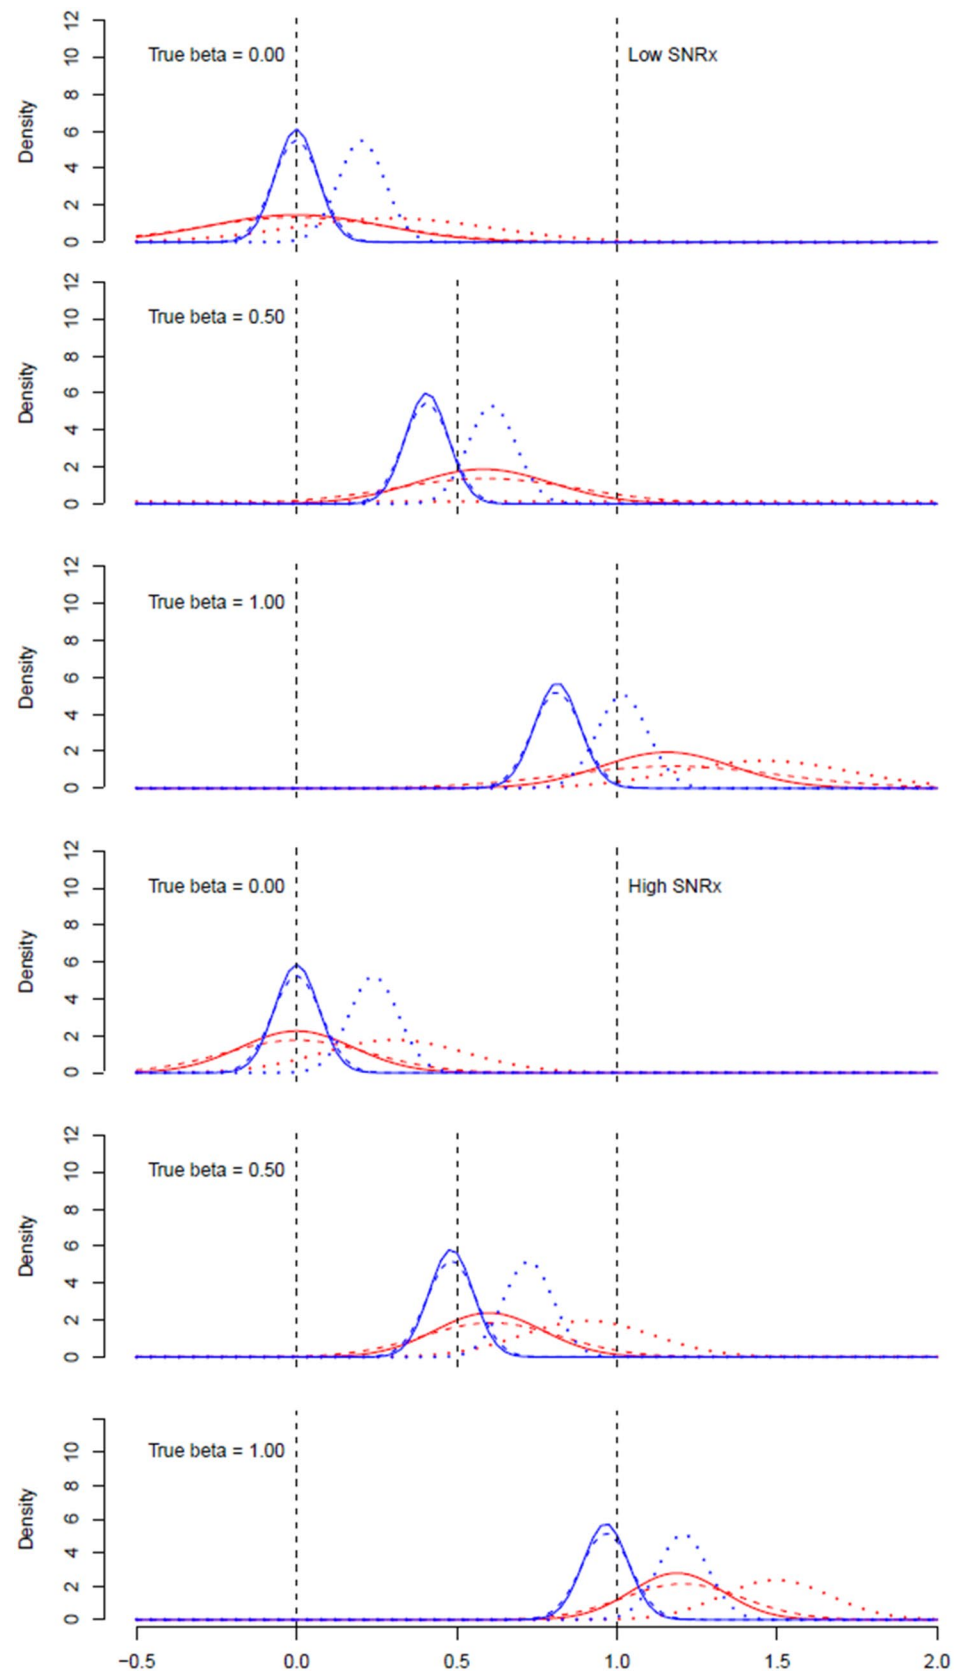 12
10
8
6
4
2
0
Density
True beta = 0.00
Low SNRx
12
10
8
6
4
2
0
Density
True beta = 0.50
12
10
8
6
4
2
0
Density
True beta = 1.00
12
10
8
6
4
2
0
Density
True beta = 0.00
High SNRx
12
10
8
6
4
2
0
Density
True beta = 0.50
10
8
6
4
2
0
Density
True beta = 1.00
−0.5 0.0 0.5 1.0 1.5 2.0